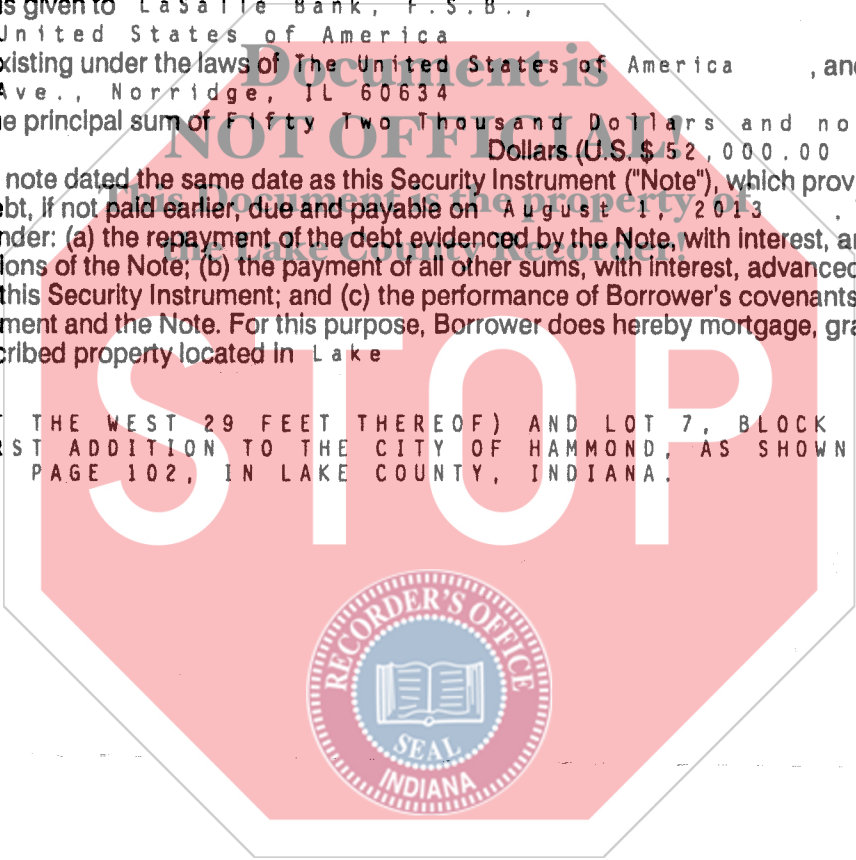 is given to LaSalle Bank, F.S.B.,
United States of America
xisting under the laws of The United States of America , and
Ave., Norridge, IL 60634
e principal sum of Fifty Two Thousand Dollars and no
Dollars (U.S. $ 52,000.00
note dated the same date as this Security Instrument ("Note"), which prov
ebt, if not paid earlier, due and payable on August 1, 2013 .
nder: (a) the repayment of the debt evidenced by the Note, with interest, a
ions of the Note; (b) the payment of all other sums, with interest, advanced
this Security Instrument; and (c) the performance of Borrower's covenants
ment and the Note. For this purpose, Borrower does hereby mortgage, gra
cribed property located in Lake
T THE WEST 29 FEET THEREOF) AND LOT 7, BLOCK
RST ADDITION TO THE CITY OF HAMMOND, AS SHOWN
PAGE 102, IN LAKE COUNTY, INDIANA.
Document is
NOT OFFICIAL!
This Document is the property of
the Lake County Recorder!
STOP
RECORDER'S OFFICE
SEAL
INDIANA